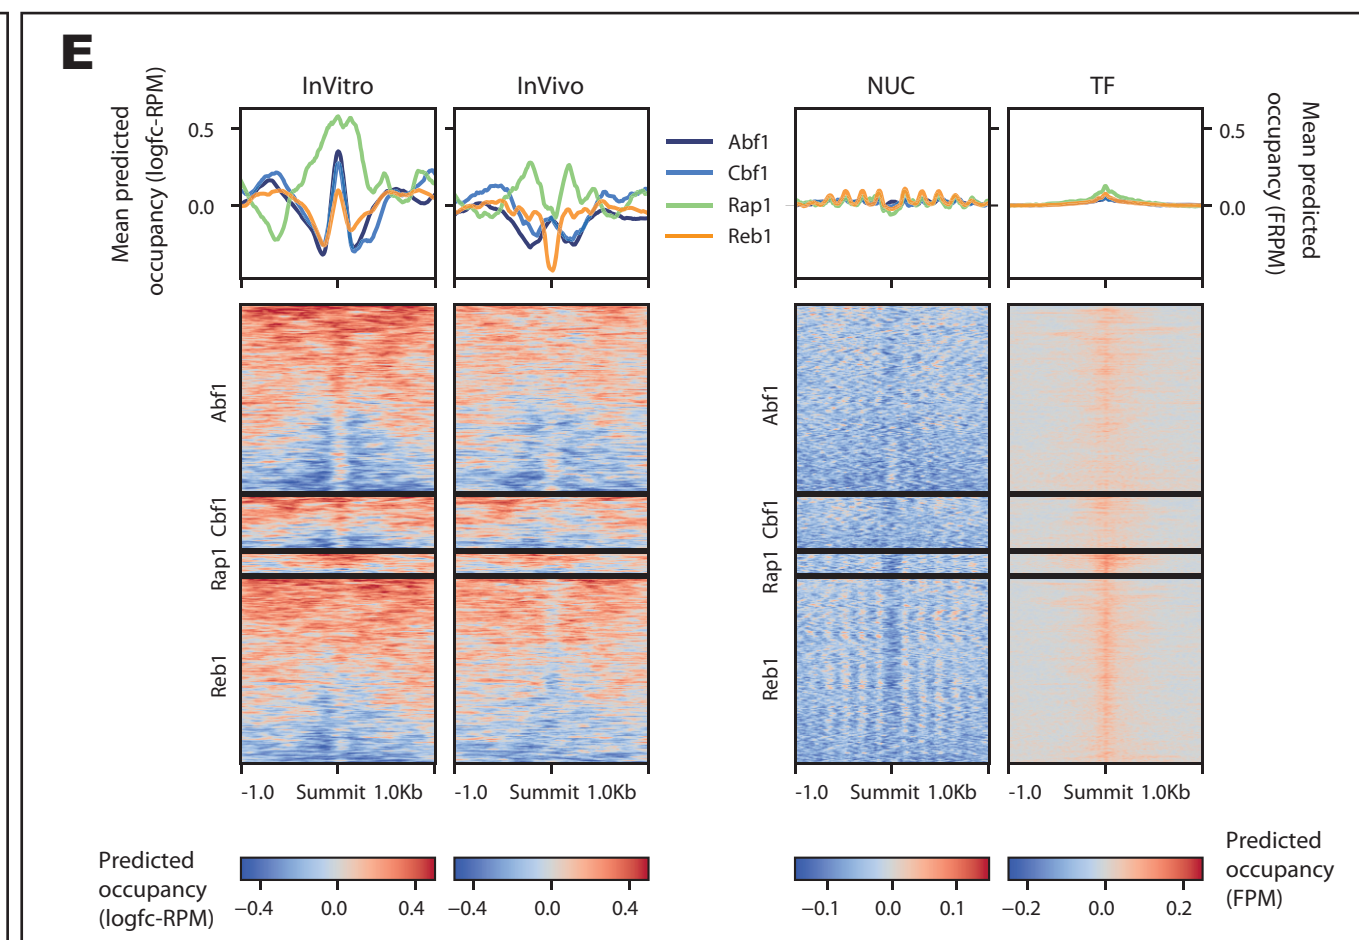 E
InVitro
InVivo
NUC
TF
Mean predicted
occupancy (logfc-RPM)
0.5
0.0
Abf1
Cbf1
Rap1
Reb1
0.5
0.0
Mean predicted
occupancy (FRPM)
Abf1
Cbf1
Rap1
Reb1
Abf1
Cbf1
Rap1
Reb1
-1.0 Summit 1.0Kb
-1.0 Summit 1.0Kb
-1.0 Summit 1.0Kb
-1.0 Summit 1.0Kb
Predicted
occupancy
(logfc-RPM)
−0.4 0.0 0.4
−0.4 0.0 0.4
−0.1 0.0 0.1
−0.2 0.0 0.2
Predicted
occupancy
(FPM)